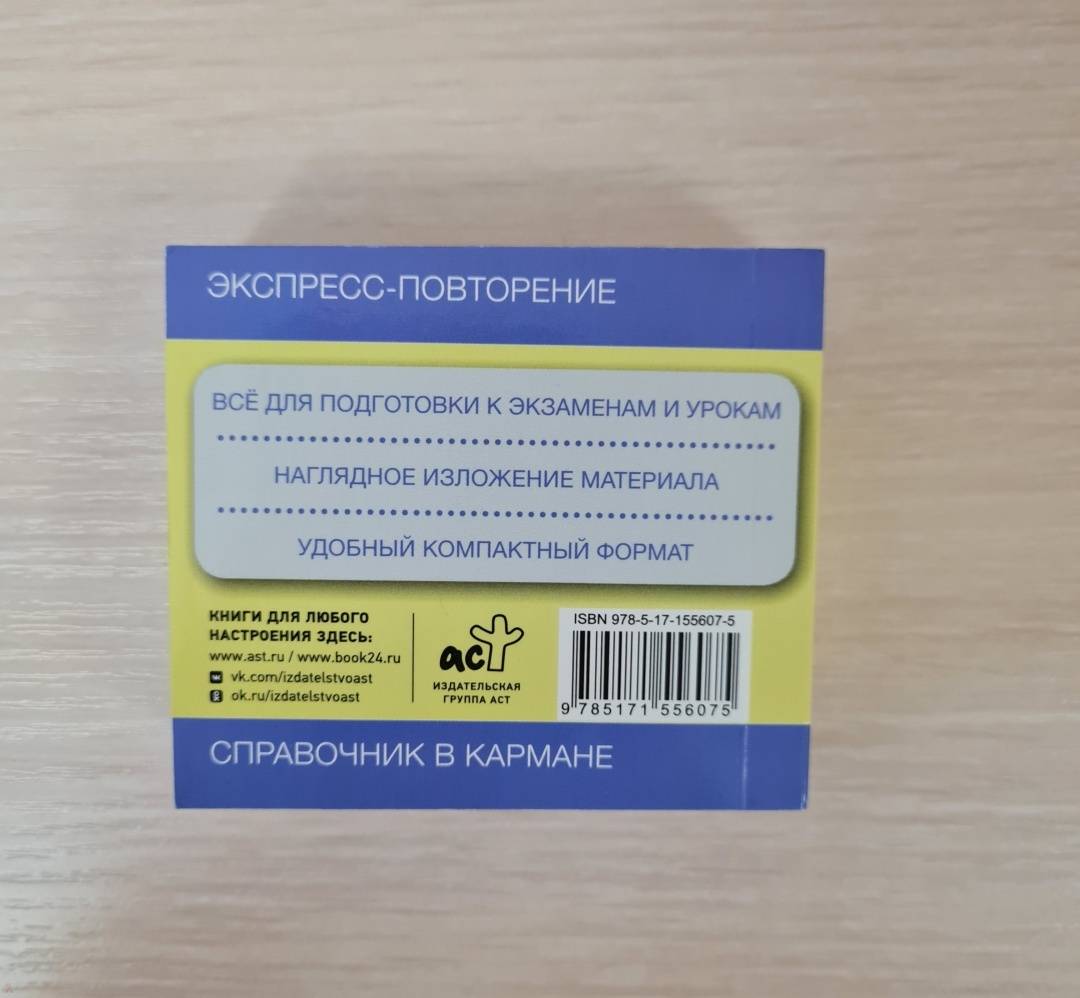 ЭКСПРЕСС-ПОВТОРЕНИЕ
ВСЁ ДЛЯ ПОДГОТОВКИ К ЭКЗАМЕНАМ И УРОКАМ
НАГЛЯДНОЕ ИЗЛОЖЕНИЕ МАТЕРИАЛА
УДОБНЫЙ КОМПАКТНЫЙ ФОРМАТ
КНИГИ ДЛЯ ЛЮБОГО
НАСТРОЕНИЯ ЗДЕСЬ:
www.ast.ru / www.book24.ru
vk.com/izdatelstvoast
ok.ru/izdatelstvoast
аст
ИЗДАТЕЛЬСКАЯ
ГРУППА АСТ
ISBN 978-5-17-155607-5
9 785171 556075
СПРАВОЧНИК В КАРМАНЕ